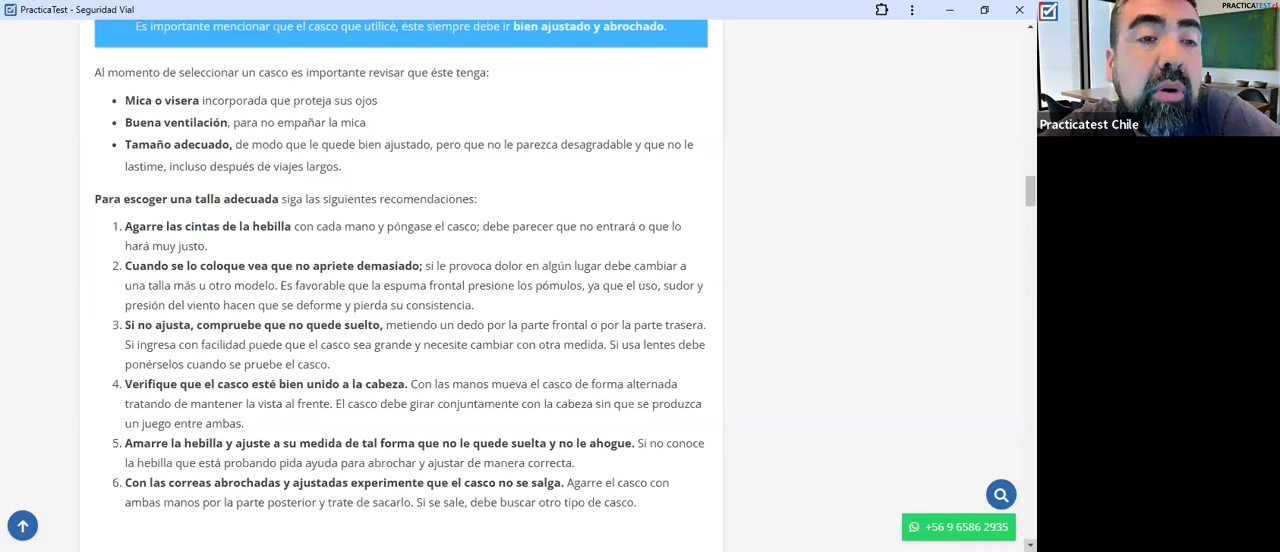 PracticaTest - Seguridad Vial
Es importante mencionar que el casco que utilicé, éste siempre debe ir bien ajustado y abrochado.
Al momento de seleccionar un casco es importante revisar que éste tenga:
• Mica o visera incorporada que proteja sus ojos
• Buena ventilación, para no empañar la mica
• Tamaño adecuado, de modo que le quede bien ajustado, pero que no le parezca desagradable y que no le
lastime, incluso después de viajes largos.
Para escoger una talla adecuada siga las siguientes recomendaciones:
1. Agarre las cintas de la hebilla con cada mano y póngase el casco; debe parecer que no entrará o que lo
hará muy justo.
2. Cuando se lo coloque vea que no apriete demasiado; si le provoca dolor en algún lugar debe cambiar a
una talla más u otro modelo. Es favorable que la espuma frontal presione los pómulos, ya que el uso, sudor y
presión del viento hacen que se deforme y pierda su consistencia.
3. Si no ajusta, compruebe que no quede suelto, metiendo un dedo por la parte frontal o por la parte trasera.
Si ingresa con facilidad puede que el casco sea grande y necesite cambiar con otra medida. Si usa lentes debe
ponérselos cuando se pruebe el casco.
4. Verifique que el casco esté bien unido a la cabeza. Con las manos mueva el casco de forma alternada
tratando de mantener la vista al frente. El casco debe girar conjuntamente con la cabeza sin que se produzca
un juego entre ambas.
5. Amarre la hebilla y ajuste a su medida de tal forma que no le quede suelta y no le ahogue. Si no conoce
la hebilla que está probando pida ayuda para abrochar y ajustar de manera correcta.
6. Con las correas abrochadas y ajustadas experimente que el casco no se salga. Agarre el casco con
ambas manos por la parte posterior y trate de sacarlo. Si se sale, debe buscar otro tipo de casco.
+56 9 6586 2935
PRACTICATEST.cl
Practicatest Chile